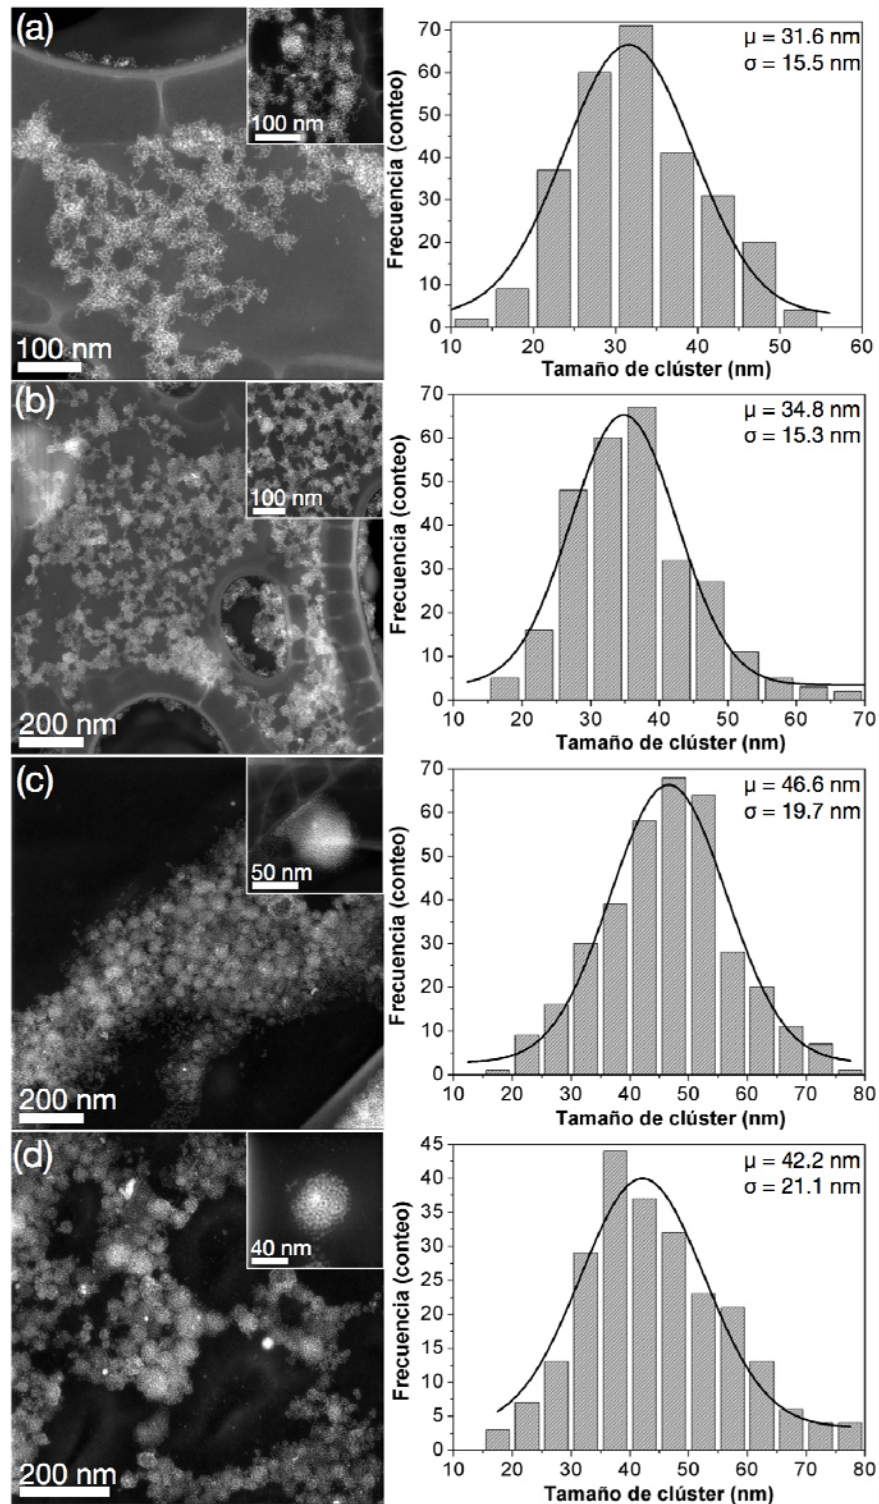 (a)
100 nm
100 nm
μ = 31.6 nm
σ = 15.5 nm
Frecuencia (conteo)
70
60
50
40
30
20
10
0
10 20 30 40 50 60
Tamaño de clúster (nm)
(b)
100 nm
200 nm
μ = 34.8 nm
σ = 15.3 nm
Frecuencia (conteo)
70
60
50
40
30
20
10
0
10 20 30 40 50 60 70
Tamaño de clúster (nm)
(c)
50 nm
200 nm
μ = 46.6 nm
σ = 19.7 nm
Frecuencia (conteo)
70
60
50
40
30
20
10
0
10 20 30 40 50 60 70 80
Tamaño de clúster (nm)
(d)
40 nm
200 nm
μ = 42.2 nm
σ = 21.1 nm
Frecuencia (conteo)
45
40
35
30
25
20
15
10
5
0
10 20 30 40 50 60 70 80
Tamaño de clúster (nm)